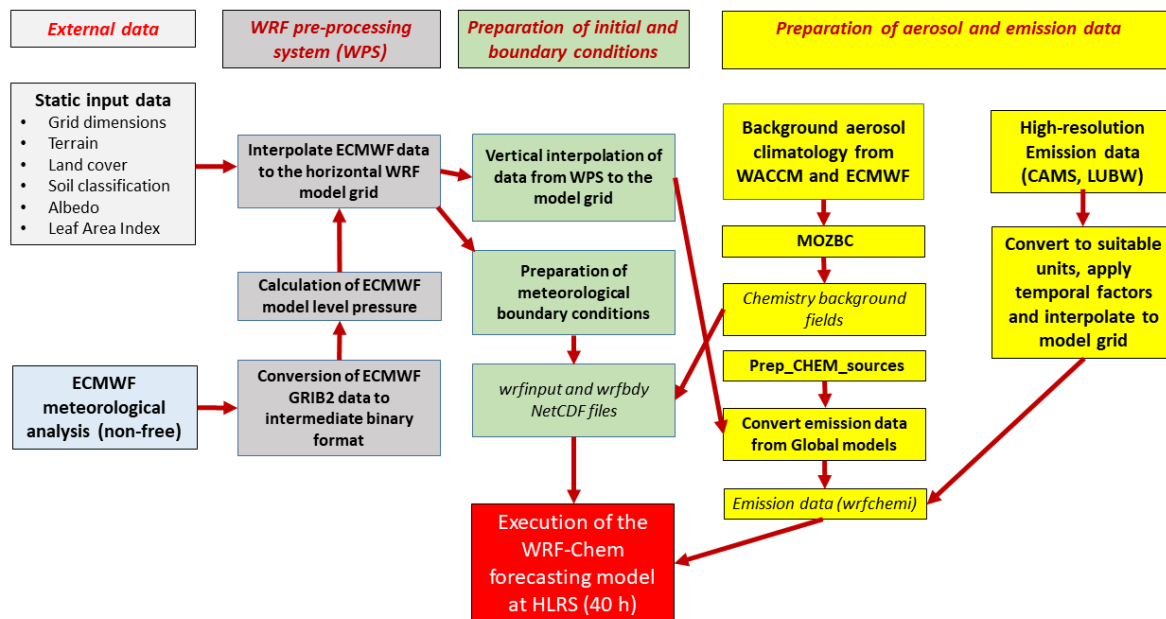 External data
WRF pre-processing
system (WPS)
Preparation of initial and
boundary conditions
Preparation of aerosol and emission data
Static input data
• Grid dimensions
• Terrain
• Land cover
• Soil classification
• Albedo
• Leaf Area Index
ECMWF
meteorological
analysis (non-free)
Interpolate ECMWF data
to the horizontal WRF
model grid
Calculation of ECMWF
model level pressure
Conversion of ECMWF
GRIB2 data to
intermediate binary
format
Vertical interpolation of
data from WPS to the
model grid
Preparation of
meteorological
boundary conditions
wrfinput and wrfbdy
NetCDF files
Execution of the
WRF-Chem
forecasting model
at HLRS (40 h)
Background aerosol
climatology from
WACCM and ECMWF
MOZBC
Chemistry background
fields
Prep_CHEM_sources
Convert emission data
from Global models
Emission data (wrfchemi)
High-resolution
Emission data
(CAMS, LUBW)
Convert to suitable
units, apply
temporal factors
and interpolate to
model grid